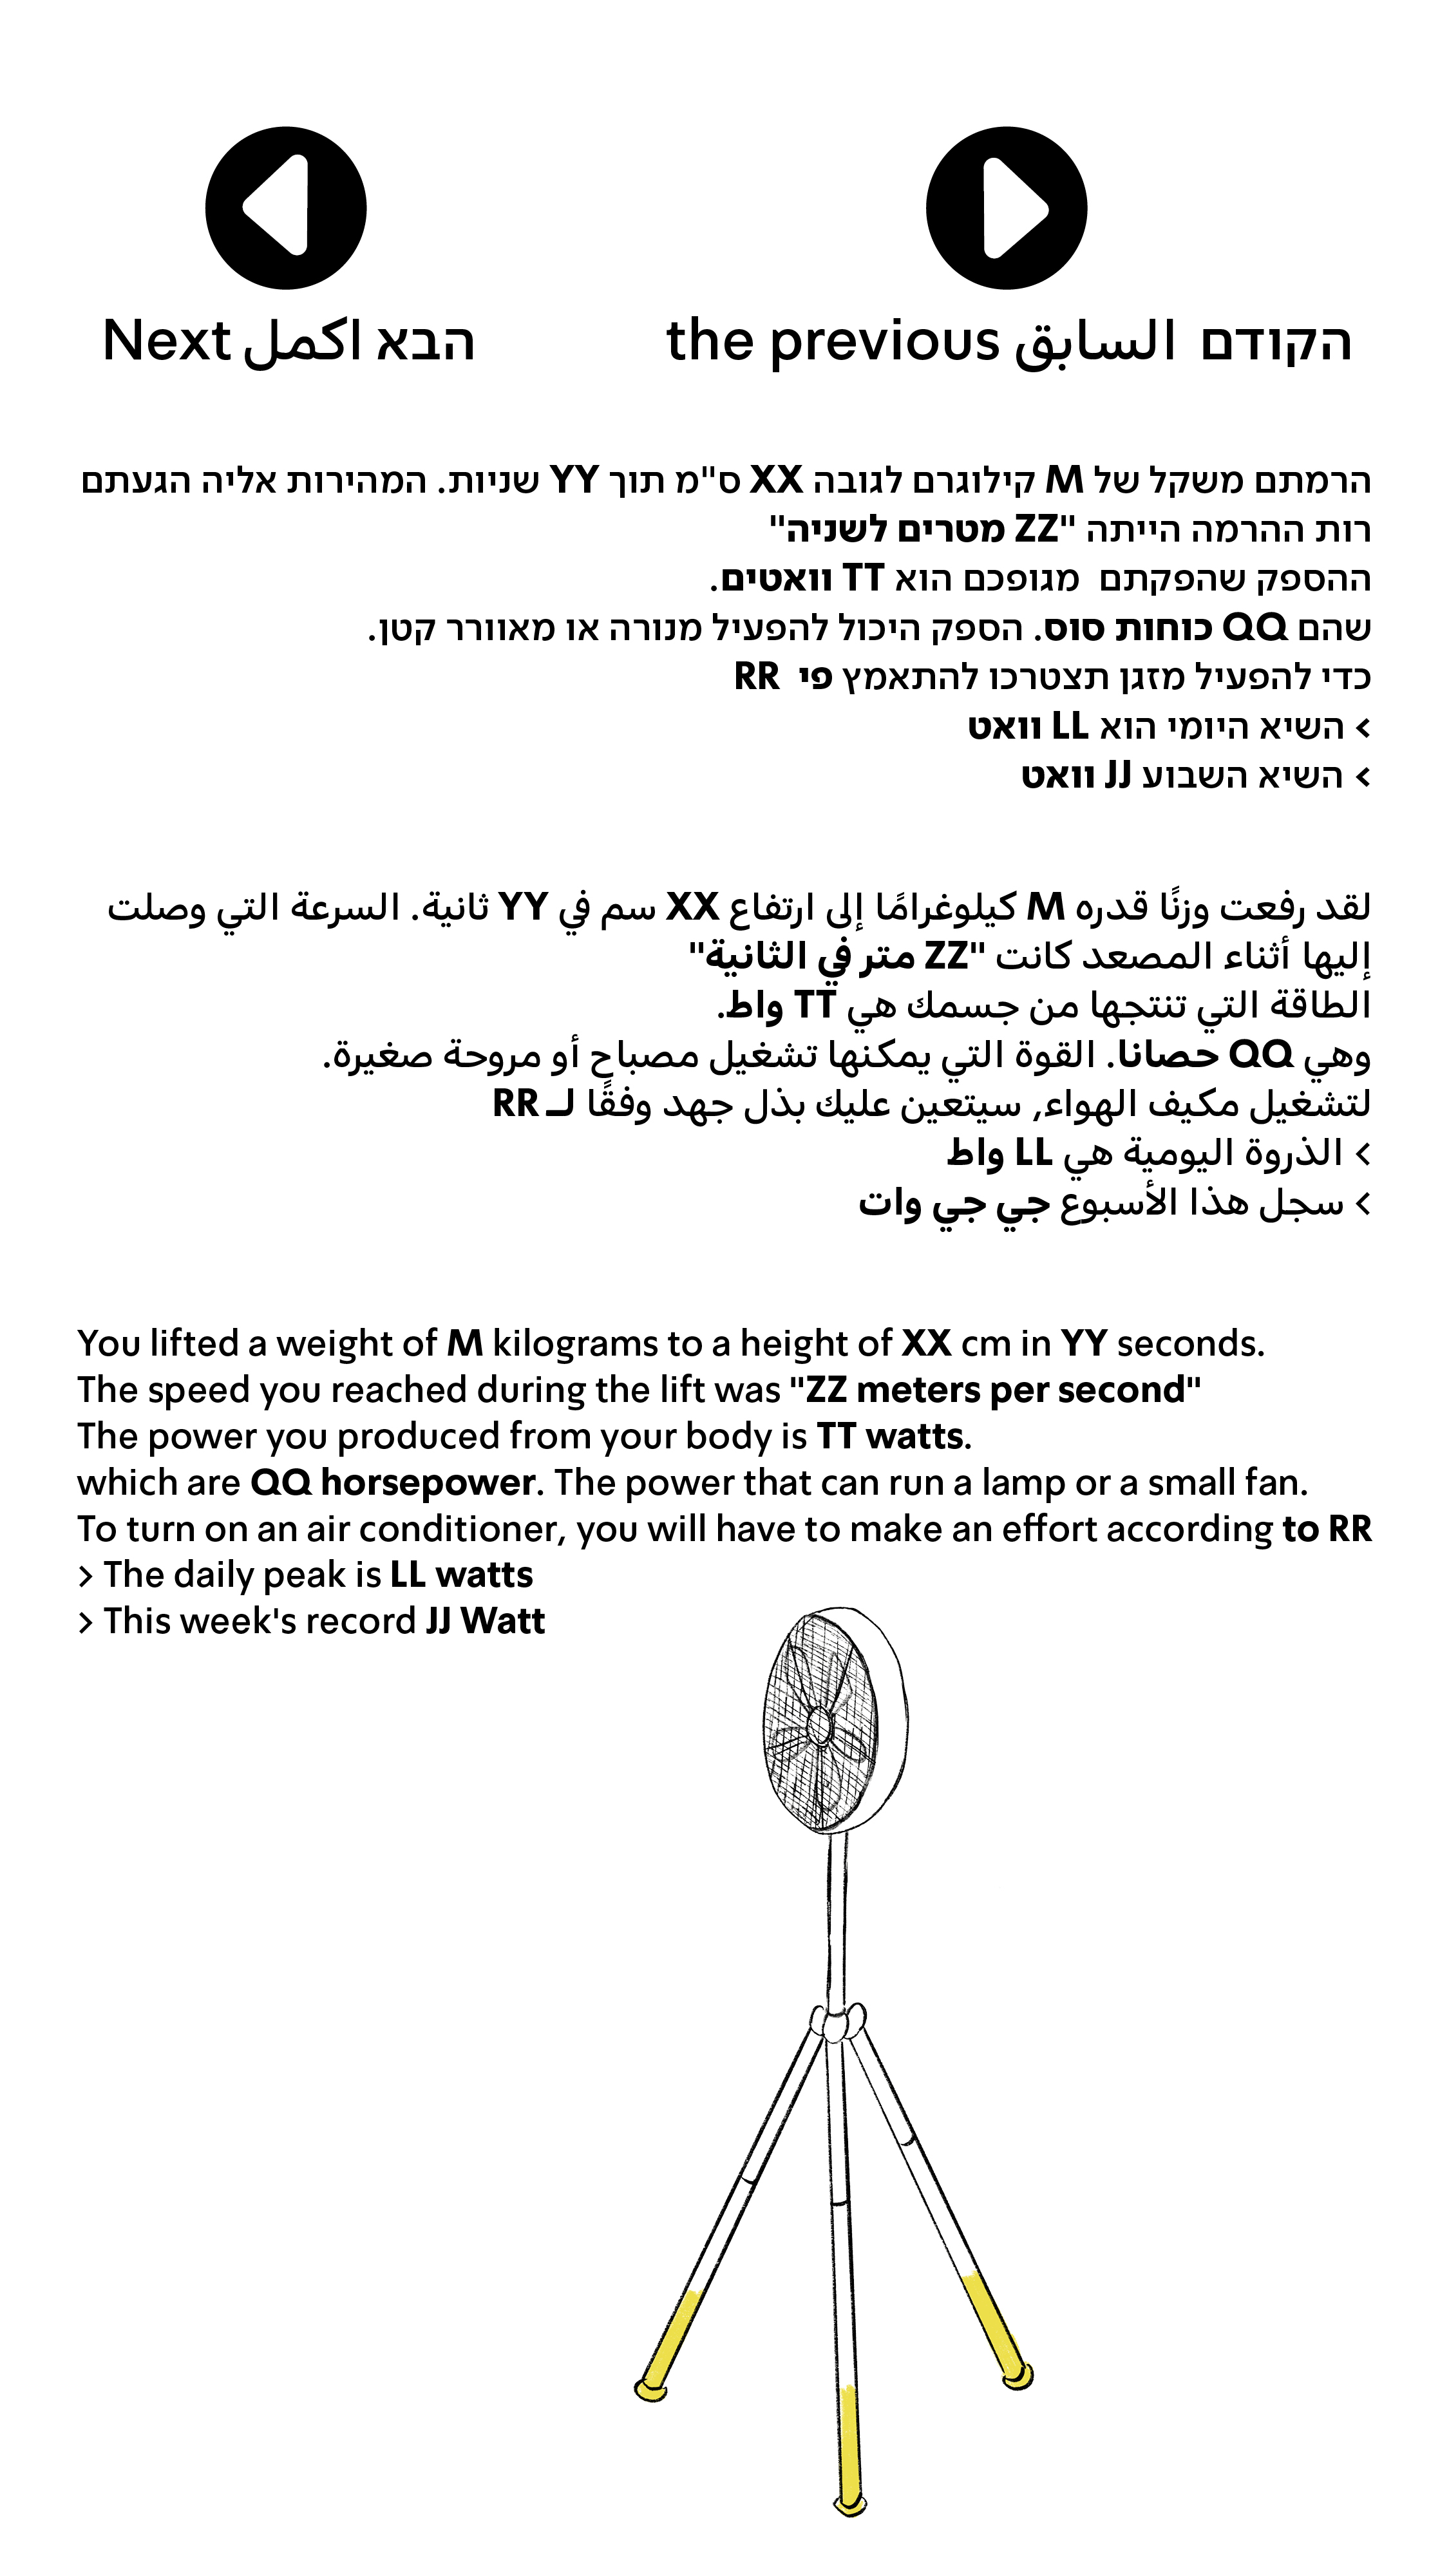 הקודם السابق the previous
הבא اكمل Next
הרמתם משקל של M קילוגרם לגובה XX ס"מ תוך YY שניות. המהירות אליה הגעתם
רות ההרמה הייתה "ZZ מטרים לשניה"
ההספק שהפקתם מגופכם הוא TT וואטים.
שהם QQ כוחות סוס. הספק היכול להפעיל מנורה או מאוורר קטן.
כדי להפעיל מזגן תצטרכו להתאמץ פי RR
> השיא היומי הוא LL וואט
> השיא השבוע JJ וואט
لقد رفعت وزنًا قدره M كيلوغرامًا إلى ارتفاع XX سم في YY ثانية. السرعة التي وصلت
إليها أثناء المصعد كانت "ZZ متر في الثانية"
الطاقة التي تنتجها من جسمك هي TT واط.
وهي QQ حصانا. القوة التي يمكنها تشغيل مصباح أو مروحة صغيرة.
لتشغيل مكيف الهواء, سيتعين عليك بذل جهد وفقًا لـ RR
> الذروة اليومية هي LL واط
> سجل هذا الأسبوع جي جي وات
You lifted a weight of M kilograms to a height of XX cm in YY seconds.
The speed you reached during the lift was "ZZ meters per second"
The power you produced from your body is TT watts.
which are QQ horsepower. The power that can run a lamp or a small fan.
To turn on an air conditioner, you will have to make an effort according to RR
> The daily peak is LL watts
> This week's record JJ Watt